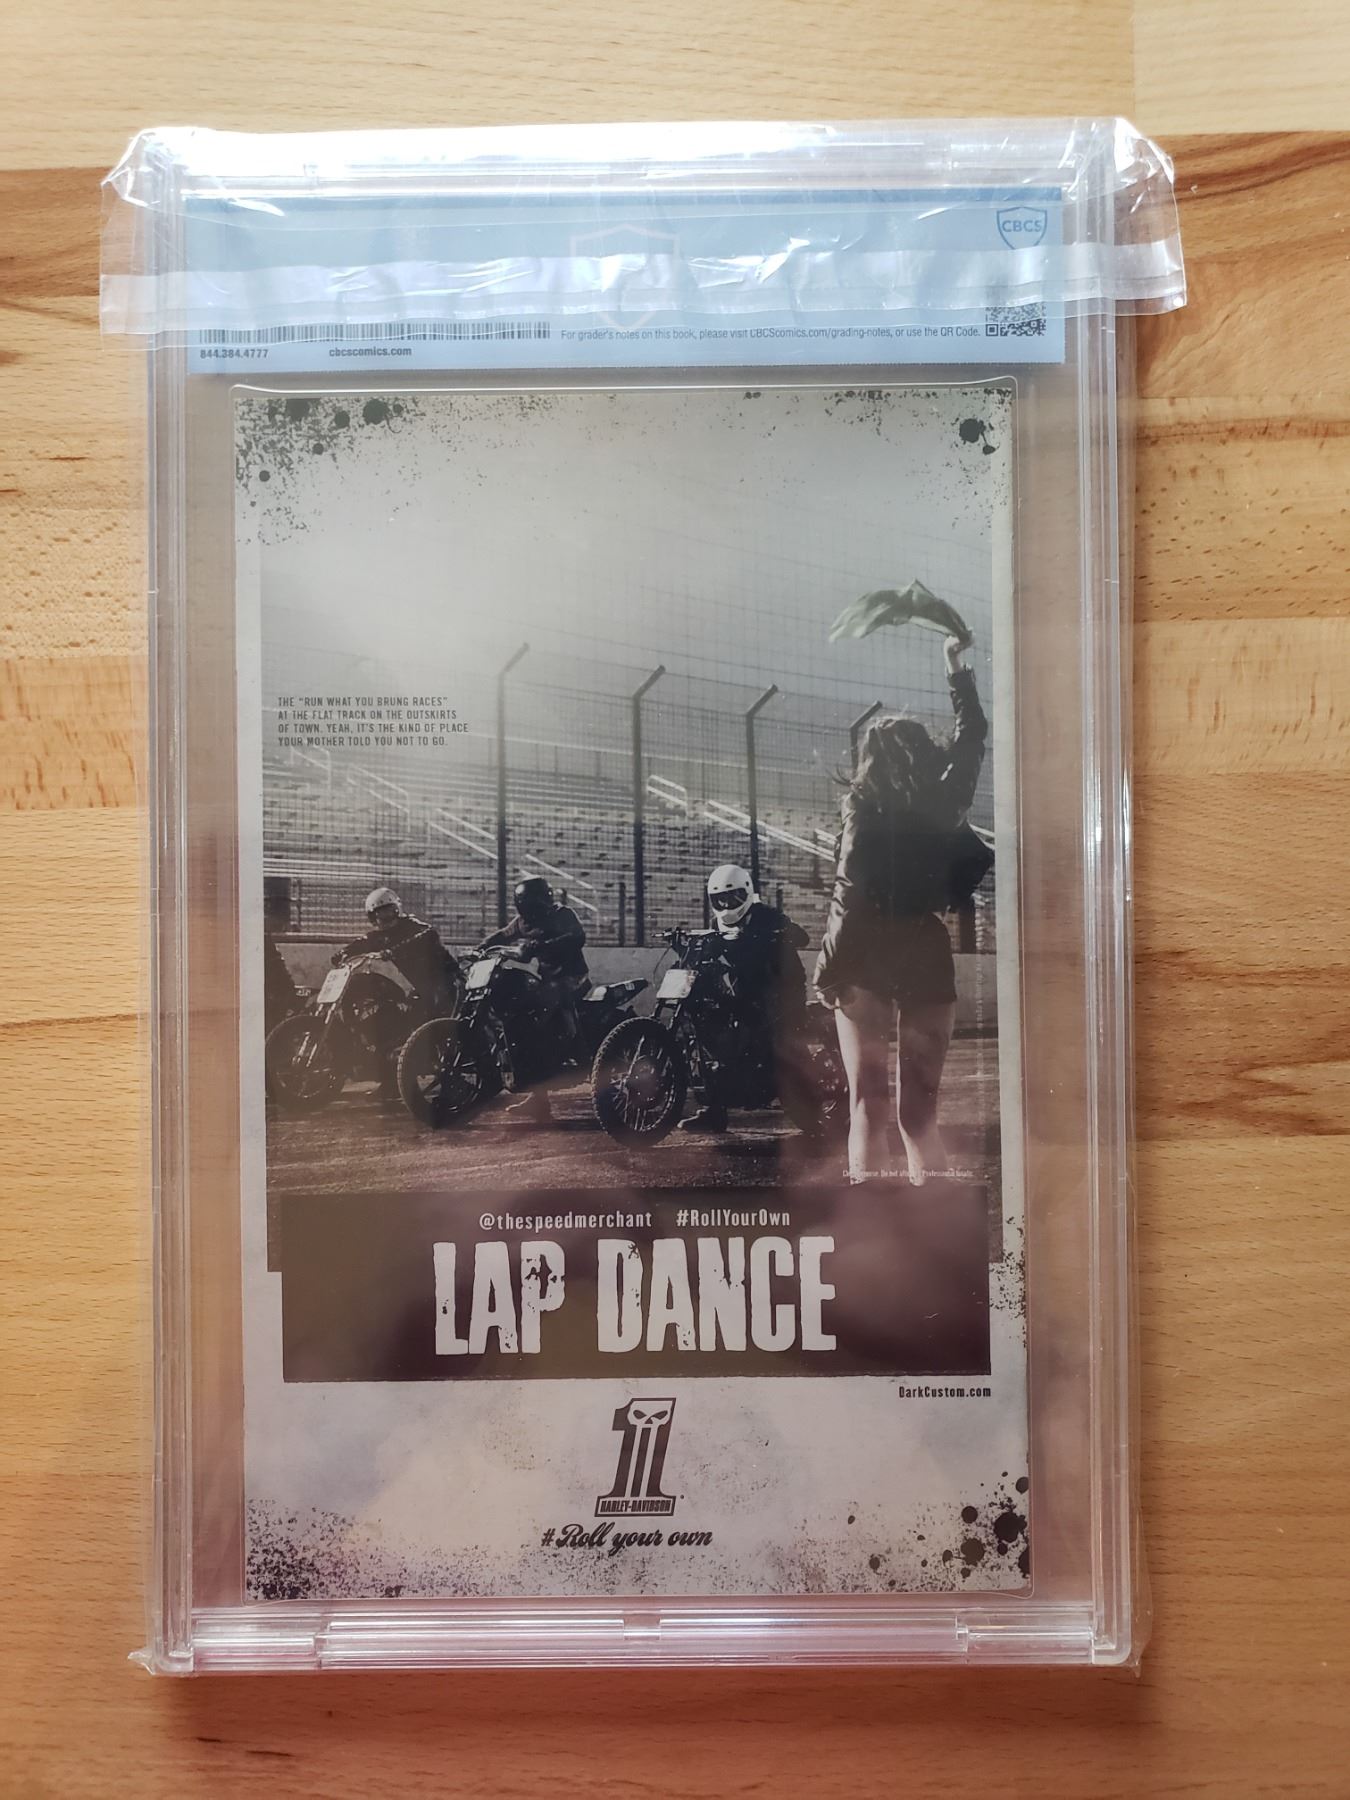 CBCS
For grader's notes on this book, please visit CBCScomics.com/grading-notes, or use the QR Code.
844.384.4777 cbcscomics.com
THE "RUN WHAT YOU BRUNG RACES"
AT THE FLAT TRACK ON THE OUTSKIRTS
OF TOWN. YEAH, IT'S THE KIND OF PLACE
YOUR MOTHER TOLD YOU NOT TO GO.
@thespeedmerchant #RollYourOwn
LAP DANCE
DarkCustom.com
1
HARLEY-DAVIDSON
#Roll your own